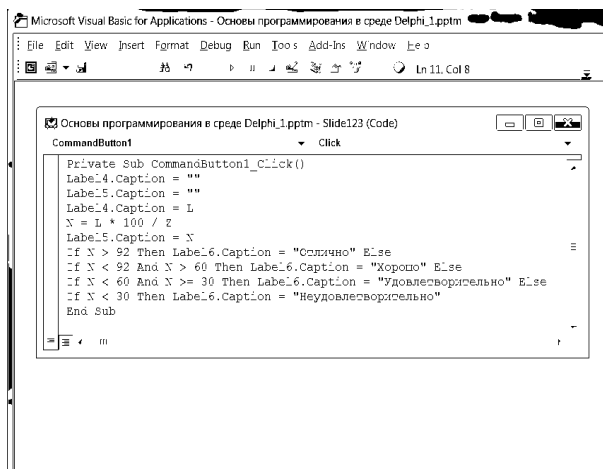 Microsoft Visual Basic for Applications - Основы программирования в среде Delphi_1.pptm
File Edit View Insert Format Debug Run Tools Add-Ins Window Help
Ln 11, Col 8
Основы программирования в среде Delphi_1.pptm - Slide123 (Code)
CommandButton1 Click
Private Sub CommandButton1_Click()
Label4.Caption = ""
Label5.Caption = ""
Label4.Caption = L
N = L * 100 / Z
Label5.Caption = N
If N > 92 Then Label6.Caption = "Отлично" Else
If N < 92 And N > 60 Then Label6.Caption = "Хорошо" Else
If N < 60 And N >= 30 Then Label6.Caption = "Удовлетворительно" Else
If N < 30 Then Label6.Caption = "Неудовлетворительно"
End Sub